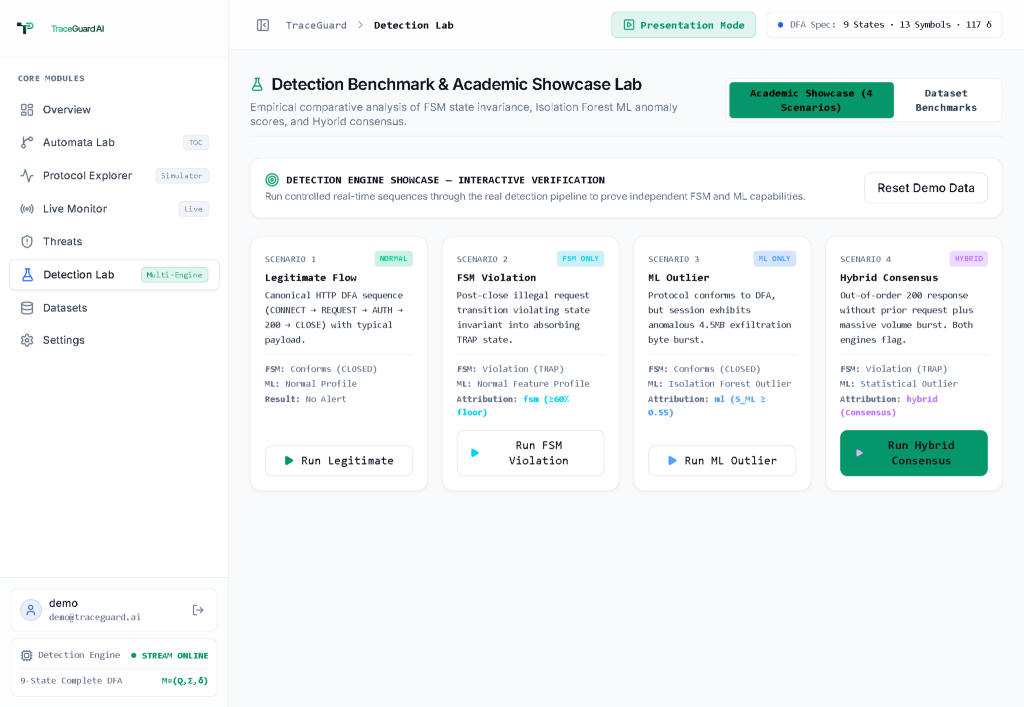 TraceGuard AI
CORE MODULES
Overview
Automata Lab TOC
Protocol Explorer Simulator
Live Monitor Live
Threats
Detection Lab Multi-Engine
Datasets
Settings
demo
demo@traceguard.ai
Detection Engine STREAM ONLINE
9-State Complete DFA M=(Q,Σ,δ)
TraceGuard > Detection Lab
Presentation Mode
DFA Spec: 9 States · 13 Symbols · 117 δ
Detection Benchmark & Academic Showcase Lab
Empirical comparative analysis of FSM state invariance, Isolation Forest ML anomaly
scores, and Hybrid consensus.
Academic Showcase (4
Scenarios)
Dataset
Benchmarks
DETECTION ENGINE SHOWCASE — INTERACTIVE VERIFICATION
Run controlled real-time sequences through the real detection pipeline to prove independent FSM and ML capabilities.
Reset Demo Data
SCENARIO 1 NORMAL
Legitimate Flow
Canonical HTTP DFA sequence
(CONNECT → REQUEST → AUTH →
200 → CLOSE) with typical
payload.
FSM: Conforms (CLOSED)
ML: Normal Profile
Result: No Alert
Run Legitimate
SCENARIO 2 FSM ONLY
FSM Violation
Post-close illegal request
transition violating state
invariant into absorbing
TRAP state.
FSM: Violation (TRAP)
ML: Normal Feature Profile
Attribution: fsm (≥60%
floor)
Run FSM
Violation
SCENARIO 3 ML ONLY
ML Outlier
Protocol conforms to DFA,
but session exhibits
anomalous 4.5MB exfiltration
byte burst.
FSM: Conforms (CLOSED)
ML: Isolation Forest Outlier
Attribution: ml (S_ML ≥
0.55)
Run ML Outlier
SCENARIO 4 HYBRID
Hybrid Consensus
Out-of-order 200 response
without prior request plus
massive volume burst. Both
engines flag.
FSM: Violation (TRAP)
ML: Statistical Outlier
Attribution: hybrid
(Consensus)
Run Hybrid
Consensus